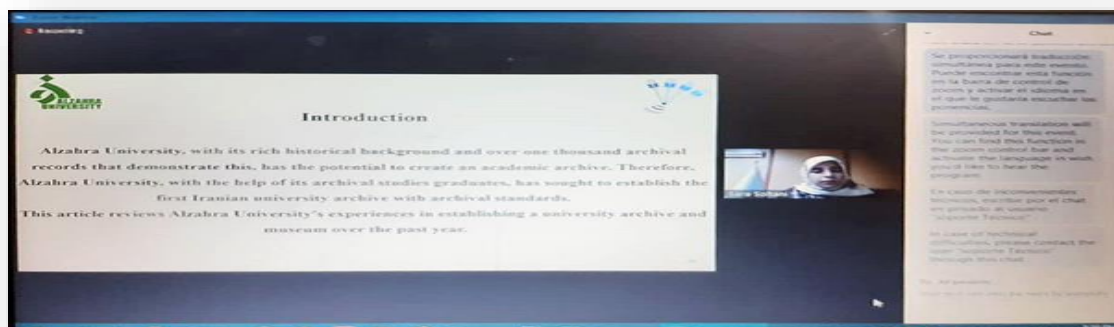 Recording
ALZAHRA
UNIVERSITY
Introduction
Alzahra University, with its rich historical background and over one thousand archival
records that demonstrate this, has the potential to create an academic archive. Therefore,
Alzahra University, with the help of its archival studies graduates, has sought to establish the
first Iranian university archive with archival standards.
This article reviews Alzahra University's experiences in establishing a university archive and
museum over the past year.
Sara Soltani
Chat
Se proporcionará traducción
simultánea para este evento.
Puede encontrar esta función
en la barra de control de
zoom y activar el idioma en
el que le gustaría escuchar las
ponencias.
Simultaneous translation will
be provided for this event.
You can find this function in
the zoom control bar and
activate the language in wish
you'd like to hear the
program.
En caso de inconvenientes
técnicos, escribir por el chat
en privado al usuario
"Soporte Técnico"
In case of technical
difficulties, please contact the
user "Soporte Técnico"
through this chat